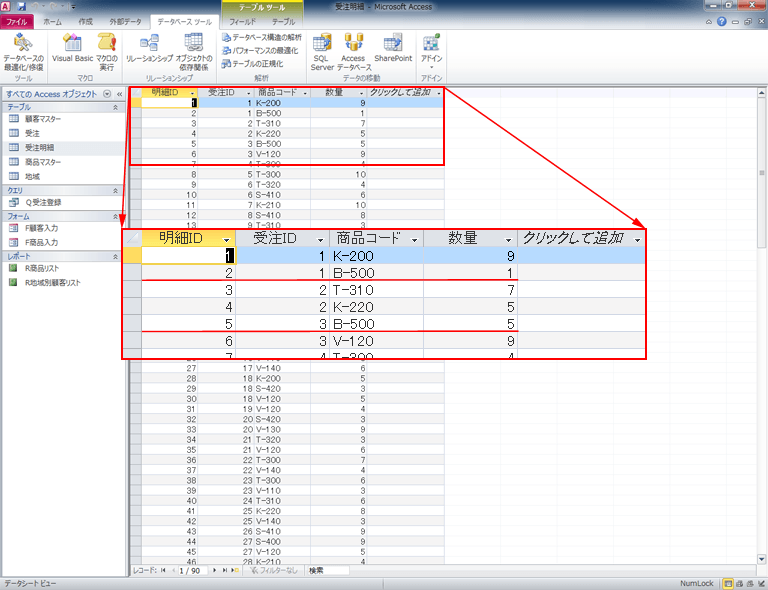 テーブル ツール
受注明細 - Microsoft Access
ファイル ホーム 作成 外部データ データベース ツール フィールド テーブル
データベースの最適化/修復
ツール
Visual Basic
マクロの実行
マクロ
リレーションシップ
オブジェクトの依存関係
リレーションシップ
データベース構造の解析
パフォーマンスの最適化
テーブルの正規化
解析
SQL Server
Access データベース
SharePoint
データの移動
アドイン
アドイン
すべての Access オブジェクト
テーブル
顧客マスター
受注
受注明細
商品マスター
地域
クエリ
Q受注登録
フォーム
F顧客入力
F商品入力
レポート
R商品リスト
R地域別顧客リスト
明細ID 受注ID 商品コード 数量 クリックして追加
1 1 K-200 9
2 1 B-500 1
3 2 T-310 7
4 2 K-220 5
5 3 B-500 5
6 3 V-120 9
7 4 T-300 4
8 5 T-300 10
9 6 T-320 4
10 6 S-410 6
11 7 K-210 10
12 8 S-410 4
13 9 T-310 3
明細ID 受注ID 商品コード 数量 クリックして追加
1 1 K-200 9
2 1 B-500 1
3 2 T-310 7
4 2 K-220 5
5 3 B-500 5
6 3 V-120 9
7 4 T-300 4
27 17 V-140 6
28 18 K-200 5
29 18 S-420 3
30 18 V-120 5
31 19 V-120 4
32 20 S-420 3
33 20 V-130 9
34 21 T-320 3
35 21 V-120 6
36 22 T-300 7
37 22 V-140 4
38 23 T-300 6
39 23 V-110 3
40 24 T-310 6
41 25 K-220 8
42 25 V-140 3
43 26 S-410 9
44 27 S-400 9
45 27 V-120 5
46 28 K-210 4
レコード: 1 / 90 フィルターなし 検索
データシート ビュー
NumLock